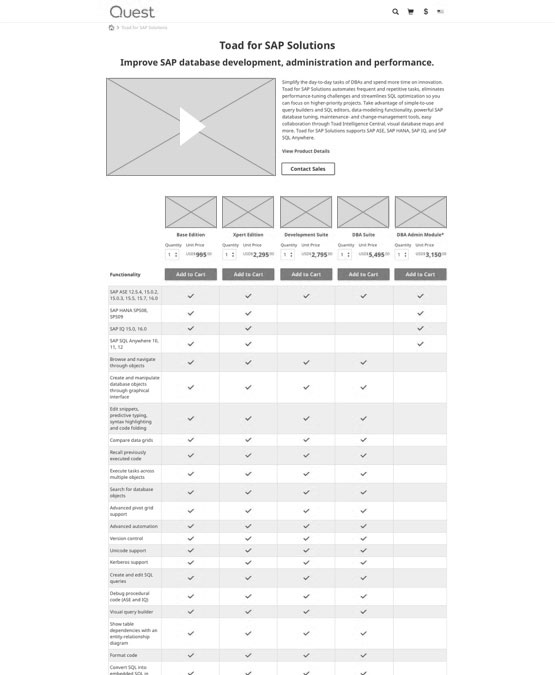 Quest
$
Toad for SAP Solutions
Toad for SAP Solutions
Improve SAP database development, administration and performance.
Simplify the day-to-day tasks of DBAs and spend more time on innovation.
Toad for SAP Solutions automates frequent and repetitive tasks, eliminates
performance-tuning challenges and streamlines SQL optimization so you
can focus on higher-priority projects. Take advantage of simple-to-use
query builders and SQL editors, data-modeling functionality, powerful SAP
database tuning, maintenance- and change-management tools, easy
collaboration through Toad Intelligence Central, visual database maps and
more. Toad for SAP Solutions supports SAP ASE, SAP HANA, SAP IQ, and SAP
SQL Anywhere.
View Product Details
Contact Sales
Base Edition Xpert Edition Development Suite DBA Suite DBA Admin Module*
Quantity Unit Price Quantity Unit Price Quantity Unit Price Quantity Unit Price Quantity Unit Price
1 USD$995.00 1 USD$2,295.00 1 USD$2,795.00 1 USD$5,495.00 1 USD$3,150.00
Functionality Add to Cart Add to Cart Add to Cart Add to Cart Add to Cart
SAP ASE 12.5.4, 15.0.2,
15.0.3, 15.5, 15.7, 16.0
SAP HANA SPS08,
SPS09
SAP IQ 15.0, 16.0
SAP SQL Anywhere 10,
11, 12
Browse and navigate
through objects
Create and manipulate
database objects
through graphical
interface
Edit snippets,
predictive typing,
syntax highlighting
and code folding
Compare data grids
Recall previously
executed code
Execute tasks across
multiple objects
Search for database
objects
Advanced pivot grid
support
Advanced automation
Version control
Unicode support
Kerberos support
Create and edit SQL
queries
Debug procedural
code (ASE and IQ)
Visual query builder
Show table
dependencies with an
entity-relationship
diagram
Format code
Convert SQL into
embedded SQL in